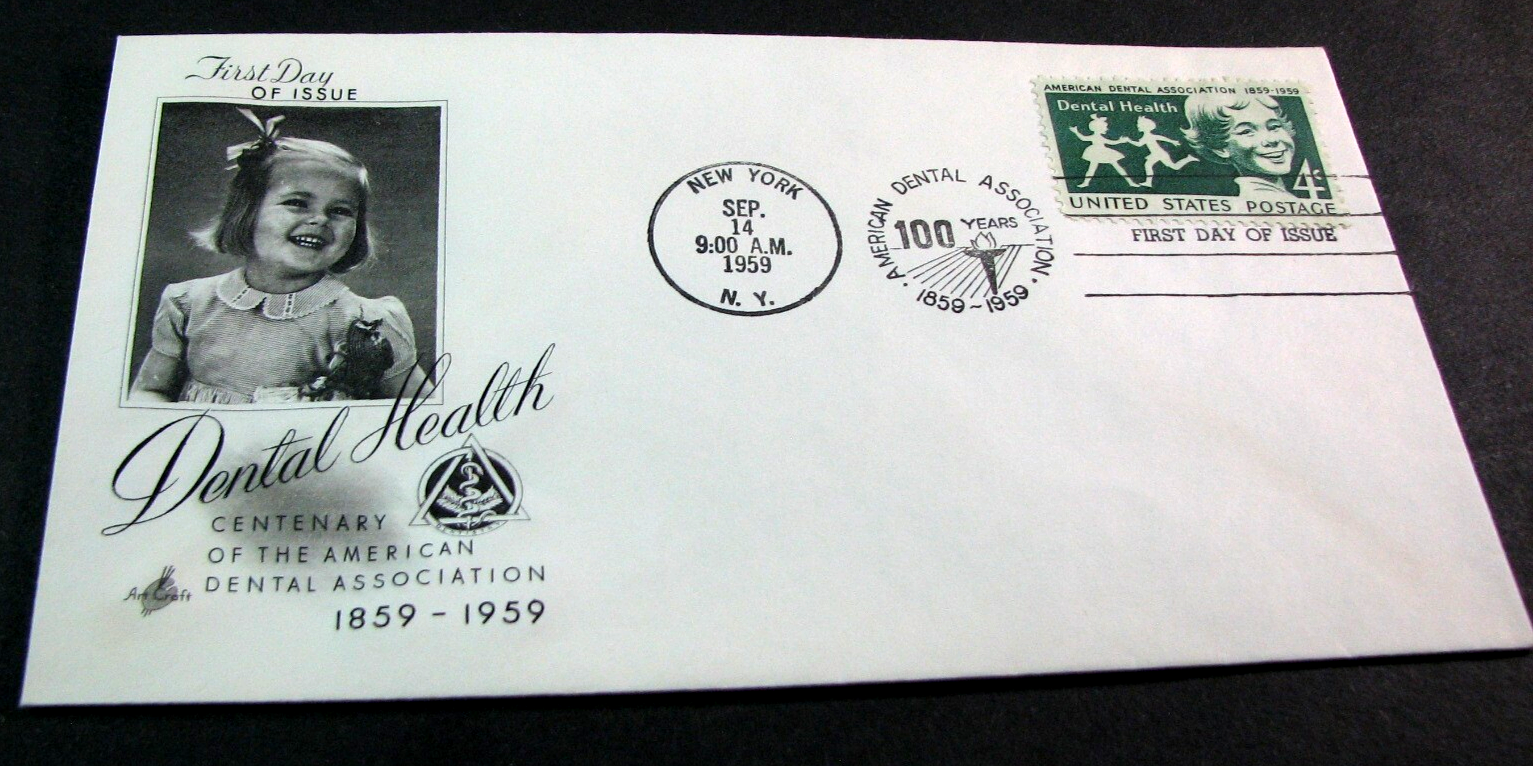 First Day
OF ISSUE
Dental Health
CENTENARY
OF THE AMERICAN
DENTAL ASSOCIATION
1859 - 1959
Art Craft
NEW YORK
SEP.
14
9:00 A.M.
1959
N. Y.
AMERICAN DENTAL ASSOCIATION
100 YEARS
1859 ~ 1959
AMERICAN DENTAL ASSOCIATION 1859-1959
Dental Health
4¢
UNITED STATES POSTAGE
FIRST DAY OF ISSUE